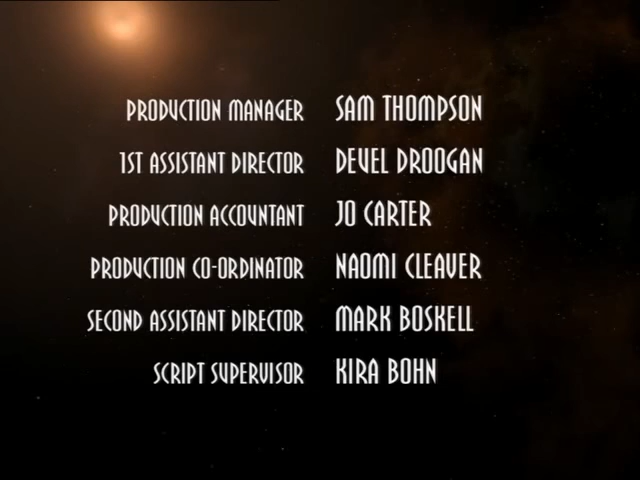 PRODUCTION MANAGER SAM THOMPSON
1ST ASSISTANT DIRECTOR DEVEL DROOGAN
PRODUCTION ACCOUNTANT JO CARTER
PRODUCTION CO-ORDINATOR NAOMI CLEAVER
SECOND ASSISTANT DIRECTOR MARK BOSKELL
SCRIPT SUPERVISOR KIRA BOHN